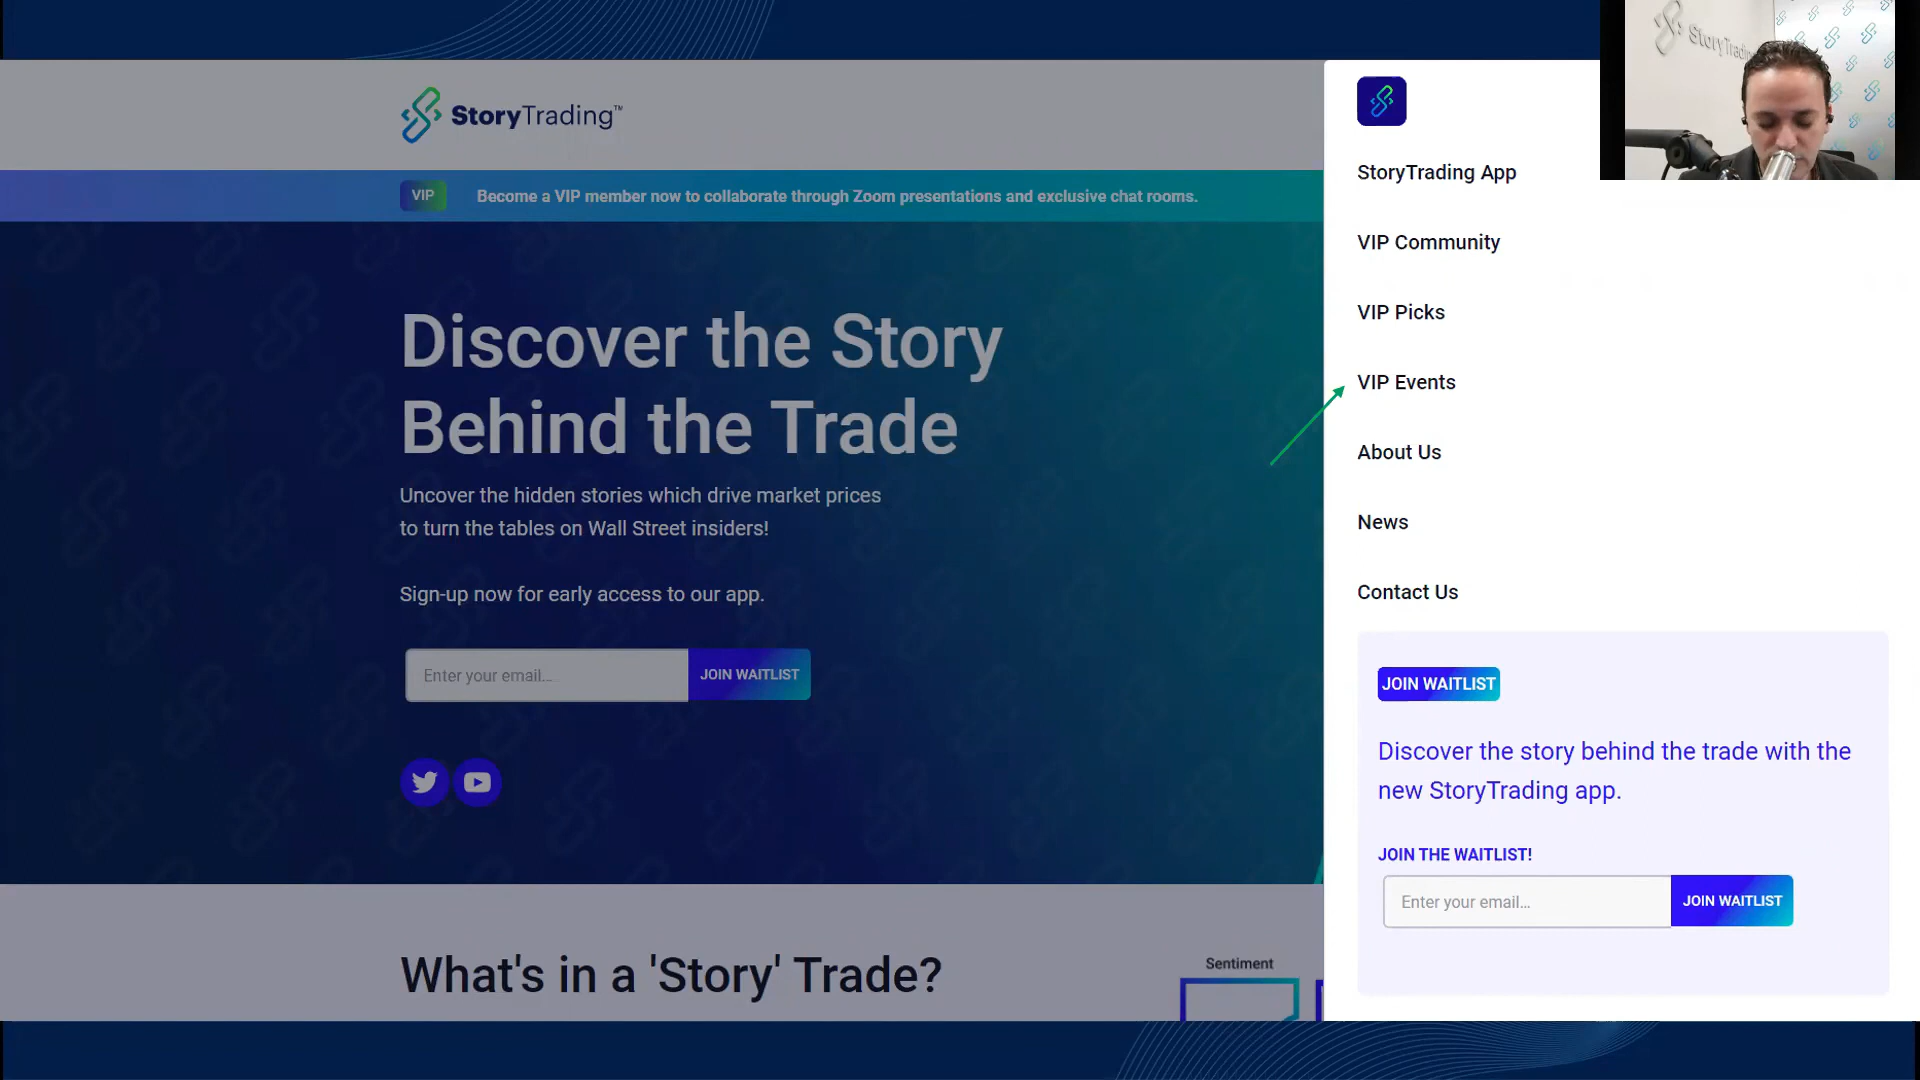 StoryTrading™
VIP
Become a VIP member now to collaborate through Zoom presentations and exclusive chat rooms.
Discover the Story
Behind the Trade
Uncover the hidden stories which drive market prices
to turn the tables on Wall Street insiders!
Sign-up now for early access to our app.
Enter your email...
JOIN WAITLIST
What's in a 'Story' Trade?
Sentiment
StoryTrading App
VIP Community
VIP Picks
VIP Events
About Us
News
Contact Us
JOIN WAITLIST
Discover the story behind the trade with the
new StoryTrading app.
JOIN THE WAITLIST!
Enter your email...
JOIN WAITLIST
StoryTrading